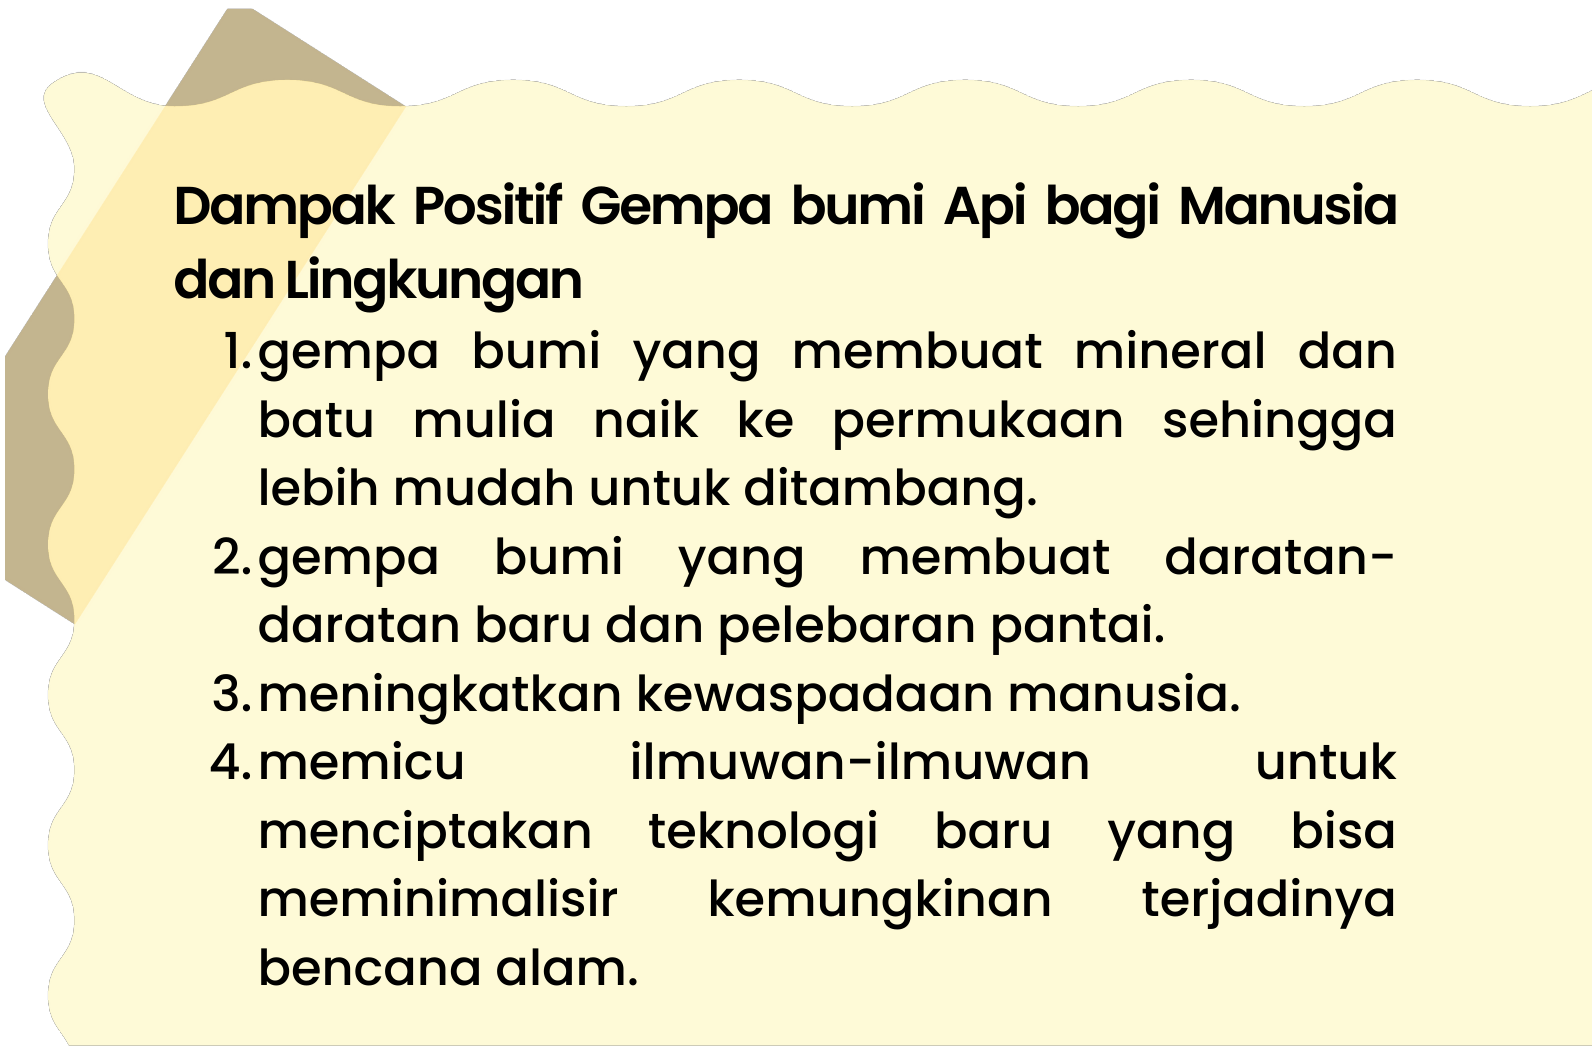 Dampak Positif Gempa bumi Api bagi Manusia
dan Lingkungan
1. gempa bumi yang membuat mineral dan
batu mulia naik ke permukaan sehingga
lebih mudah untuk ditambang.
2. gempa bumi yang membuat daratan-
daratan baru dan pelebaran pantai.
3. meningkatkan kewaspadaan manusia.
4. memicu ilmuwan-ilmuwan untuk
menciptakan teknologi baru yang bisa
meminimalisir kemungkinan terjadinya
bencana alam.